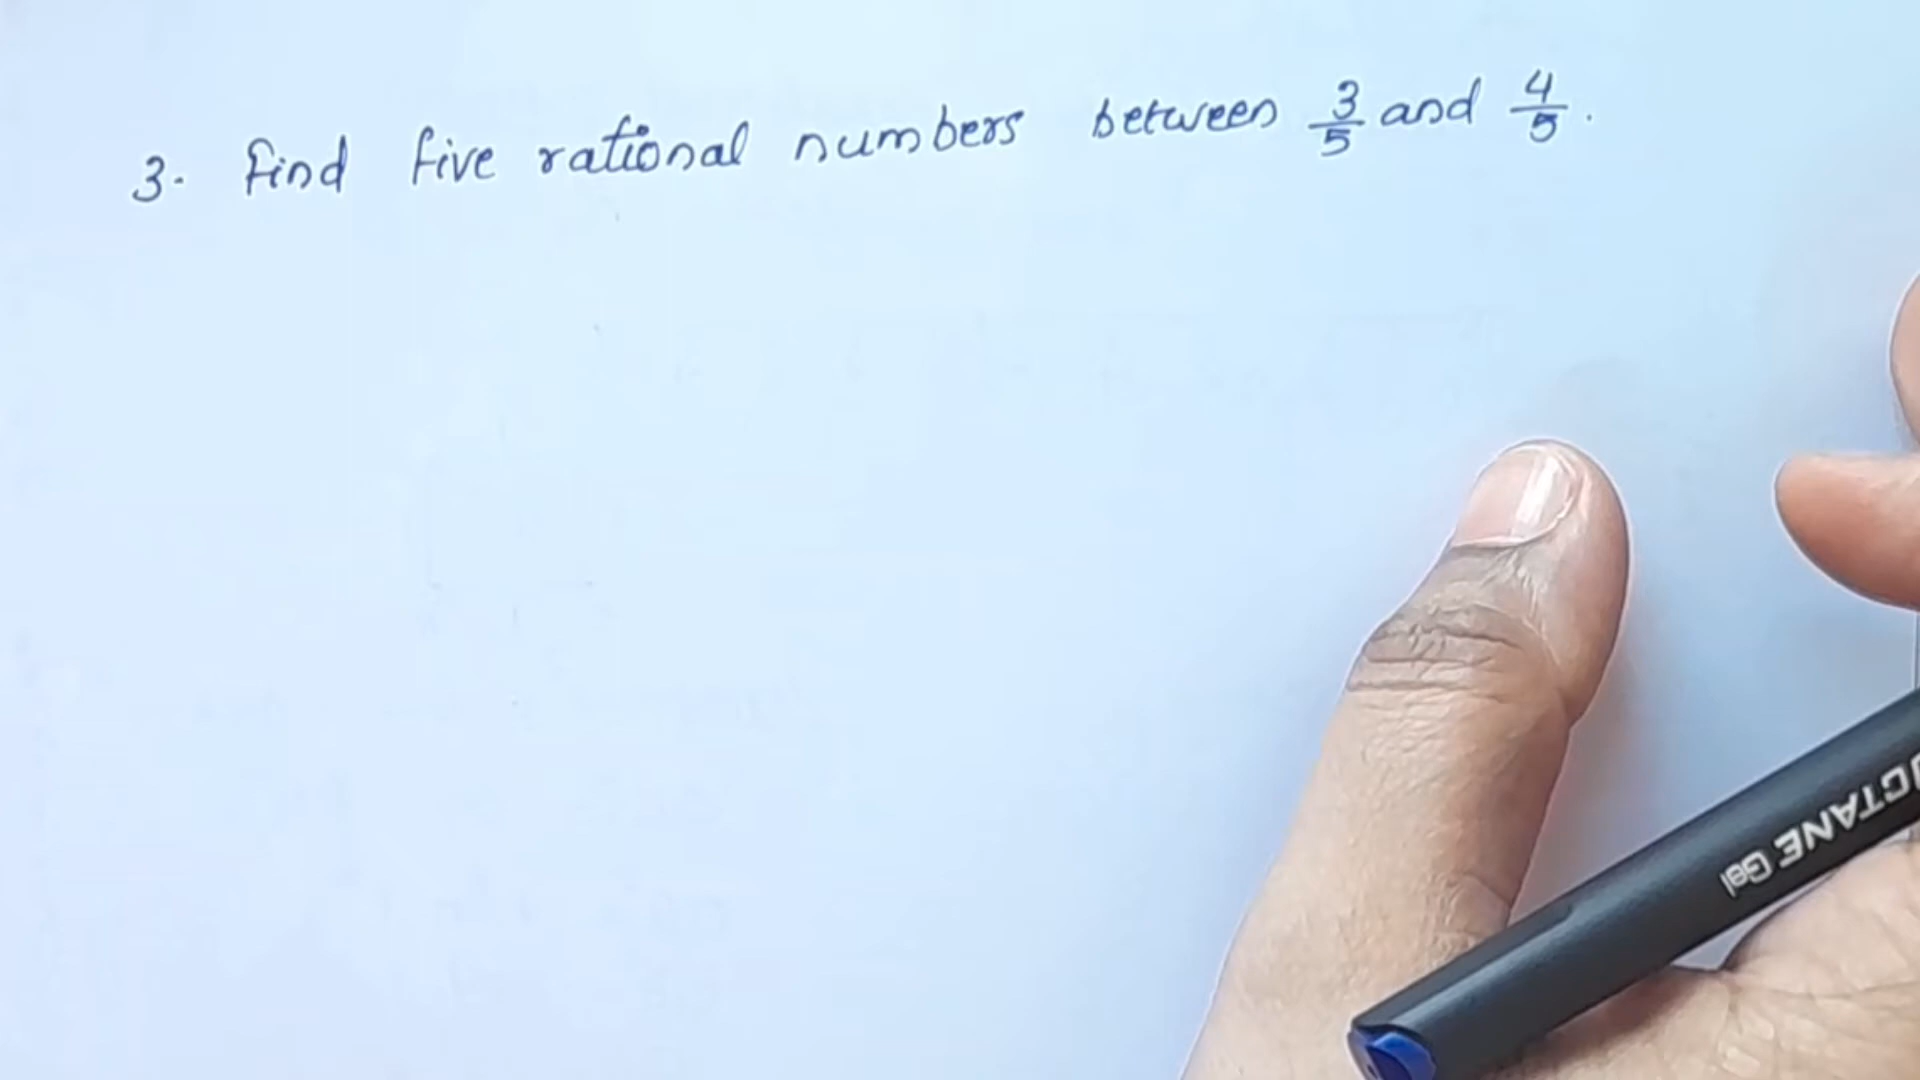 3. find five rational numbers between 3/5 and 4/5.
OCTANE Gel